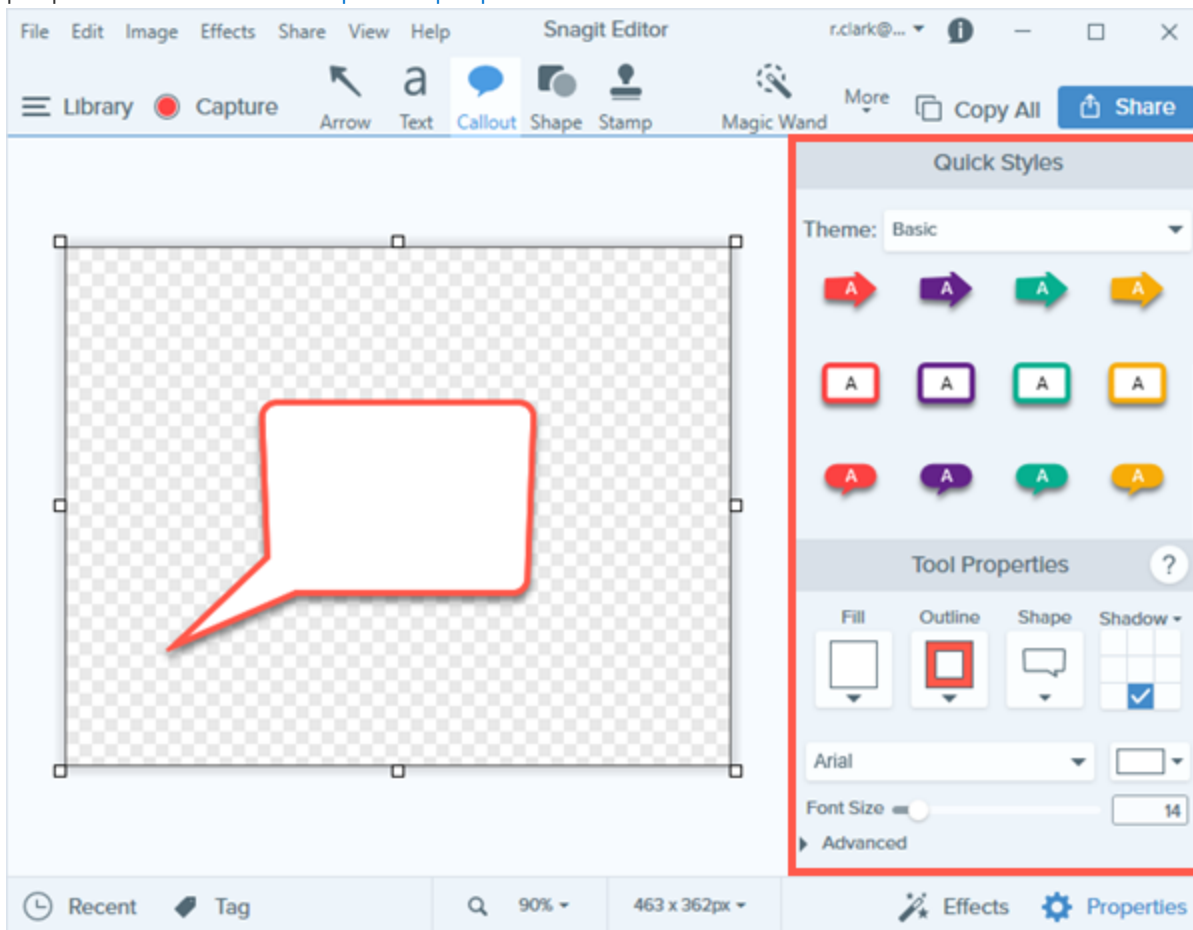 File Edit Image Effects Share View Help Snagit Editor r.clark@...
Library Capture Arrow Text Callout Shape Stamp Magic Wand More Copy All Share
Quick Styles
Theme: Basic
A A A A
A A A A
A A A A
Tool Properties ?
Fill Outline Shape Shadow
Arial
Font Size 14
Advanced
Recent Tag 90% 463 x 362px Effects Properties